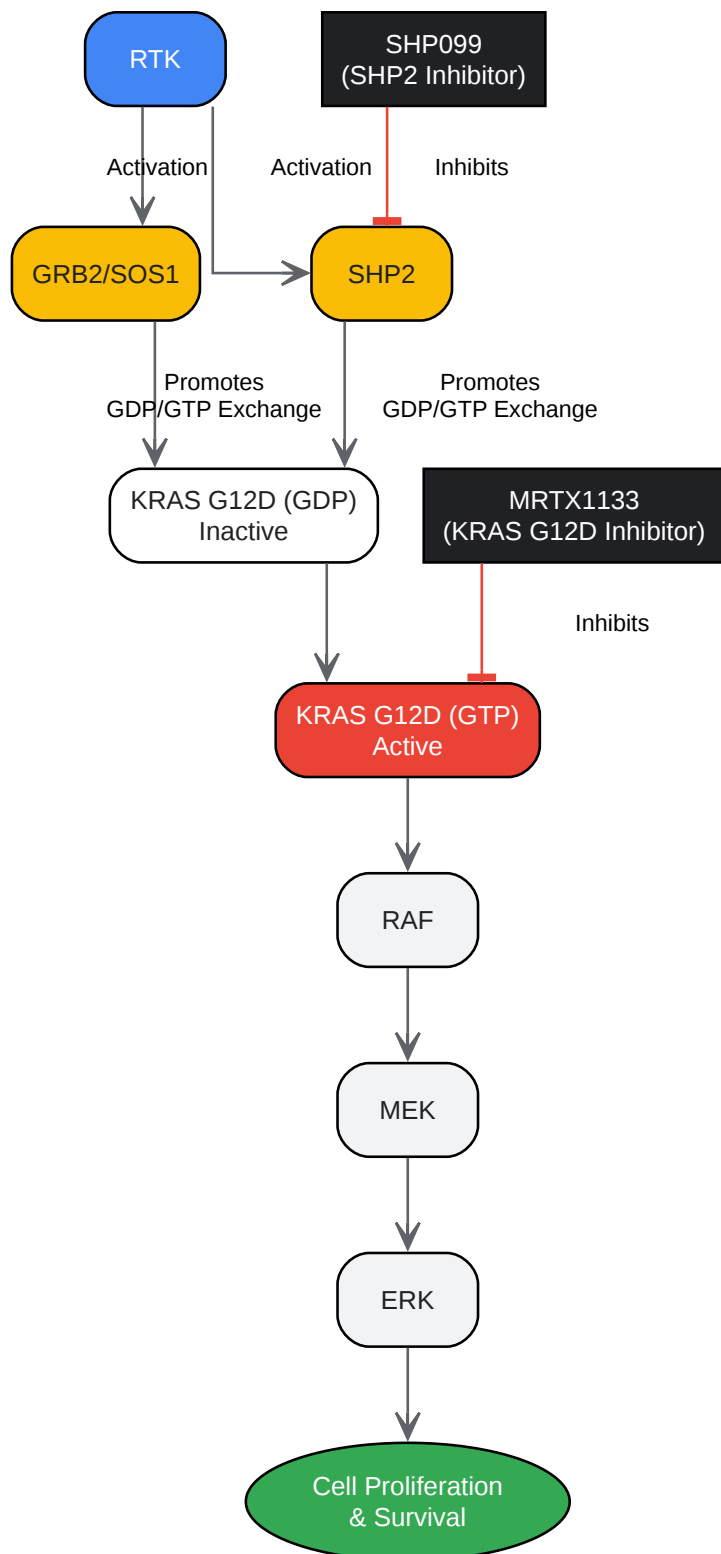 RTK
SHP099
(SHP2 Inhibitor)
Activation
Activation
Inhibits
GRB2/SOS1
SHP2
Promotes
GDP/GTP Exchange
Promotes
GDP/GTP Exchange
KRAS G12D (GDP)
Inactive
MRTX1133
(KRAS G12D Inhibitor)
Inhibits
KRAS G12D (GTP)
Active
RAF
MEK
ERK
Cell Proliferation
& Survival